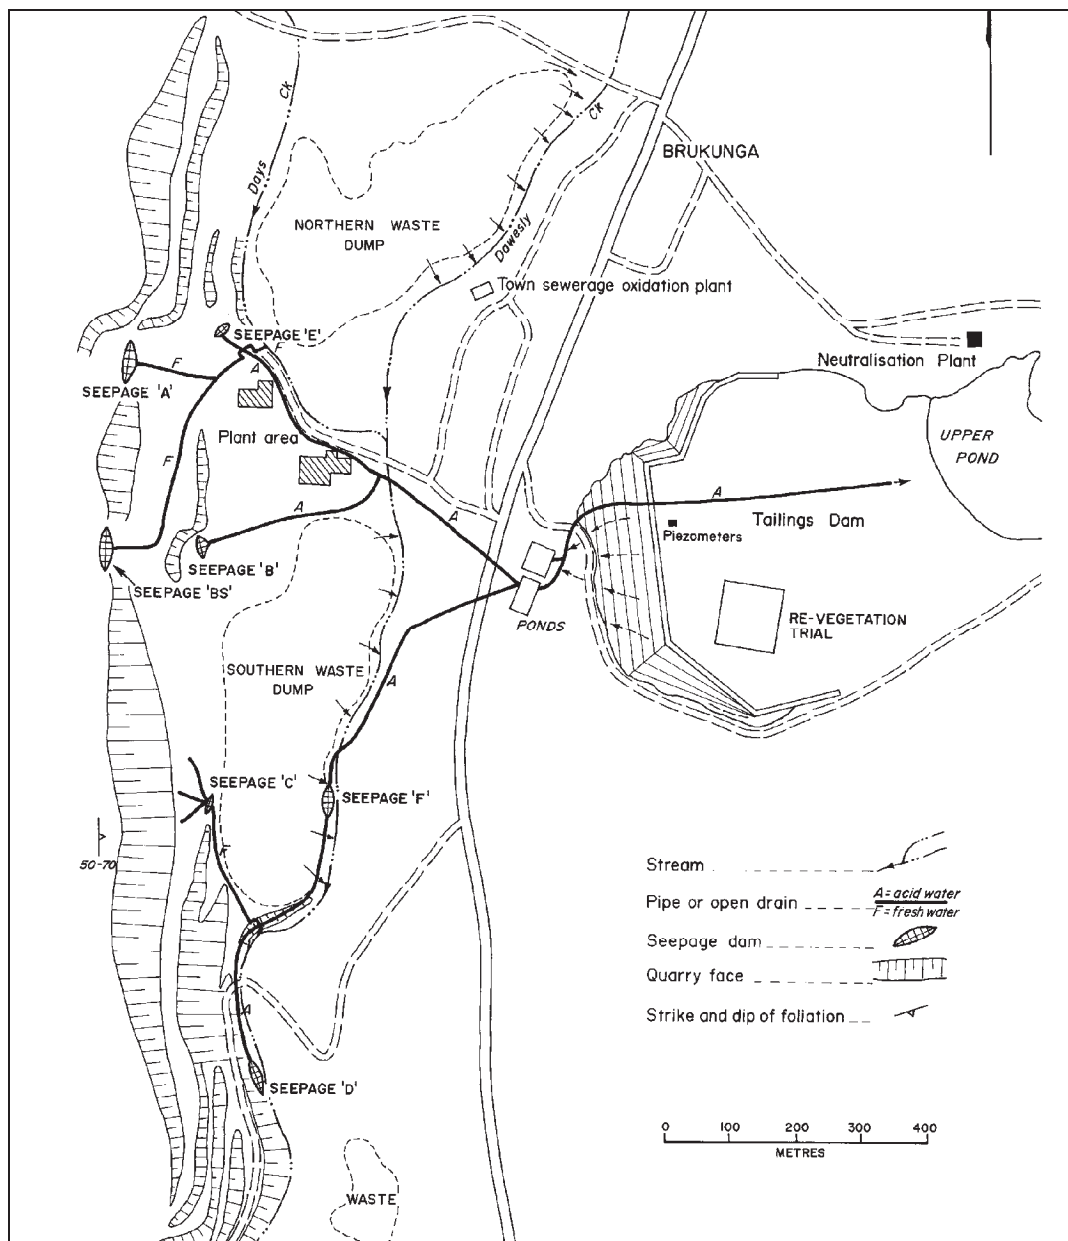 Ck
Ck
BRUKUNGA
Days
NORTHERN WASTE
DUMP
Dawesly
Town sewerage oxidation plant
SEEPAGE 'E'
F
F
A
Neutralisation Plant
SEEPAGE 'A'
UPPER
POND
Plant area
F
A
A
A
Tailings Dam
Piezometers
SEEPAGE 'B'
SEEPAGE 'BS'
PONDS
RE-VEGETATION
TRIAL
SOUTHERN WASTE
DUMP
A
SEEPAGE 'C'
SEEPAGE 'F'
F
50-70
Stream
Pipe or open drain
A = acid water
F = fresh water
Seepage dam
Quarry face
Strike and dip of foliation
A
SEEPAGE 'D'
0 100 200 300 400
METRES
WASTE